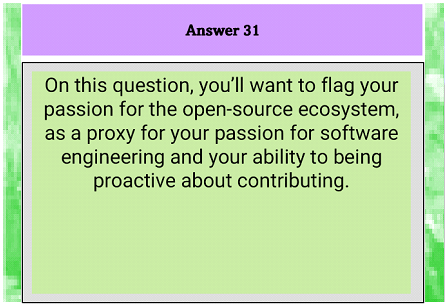 Answer 31
On this question, you’ll want to flag your
passion for the open-source ecosystem,
as a proxy for your passion for software
engineering and your ability to being
proactive about contributing.